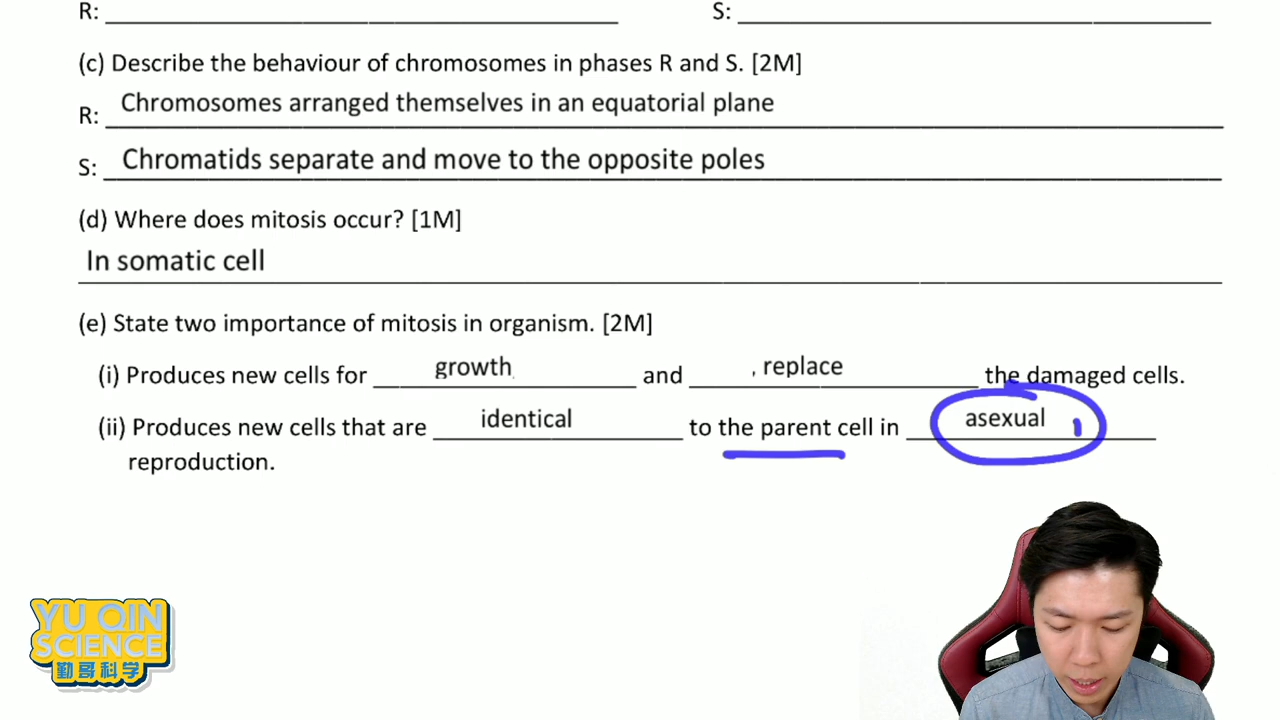 R: S:
(c) Describe the behaviour of chromosomes in phases R and S. [2M]
R: Chromosomes arranged themselves in an equatorial plane
S: Chromatids separate and move to the opposite poles
(d) Where does mitosis occur? [1M]
In somatic cell
(e) State two importance of mitosis in organism. [2M]
(i) Produces new cells for growth and , replace the damaged cells.
(ii) Produces new cells that are identical to the parent cell in asexual
reproduction.
YU QIN
SCIENCE
勤哥科学